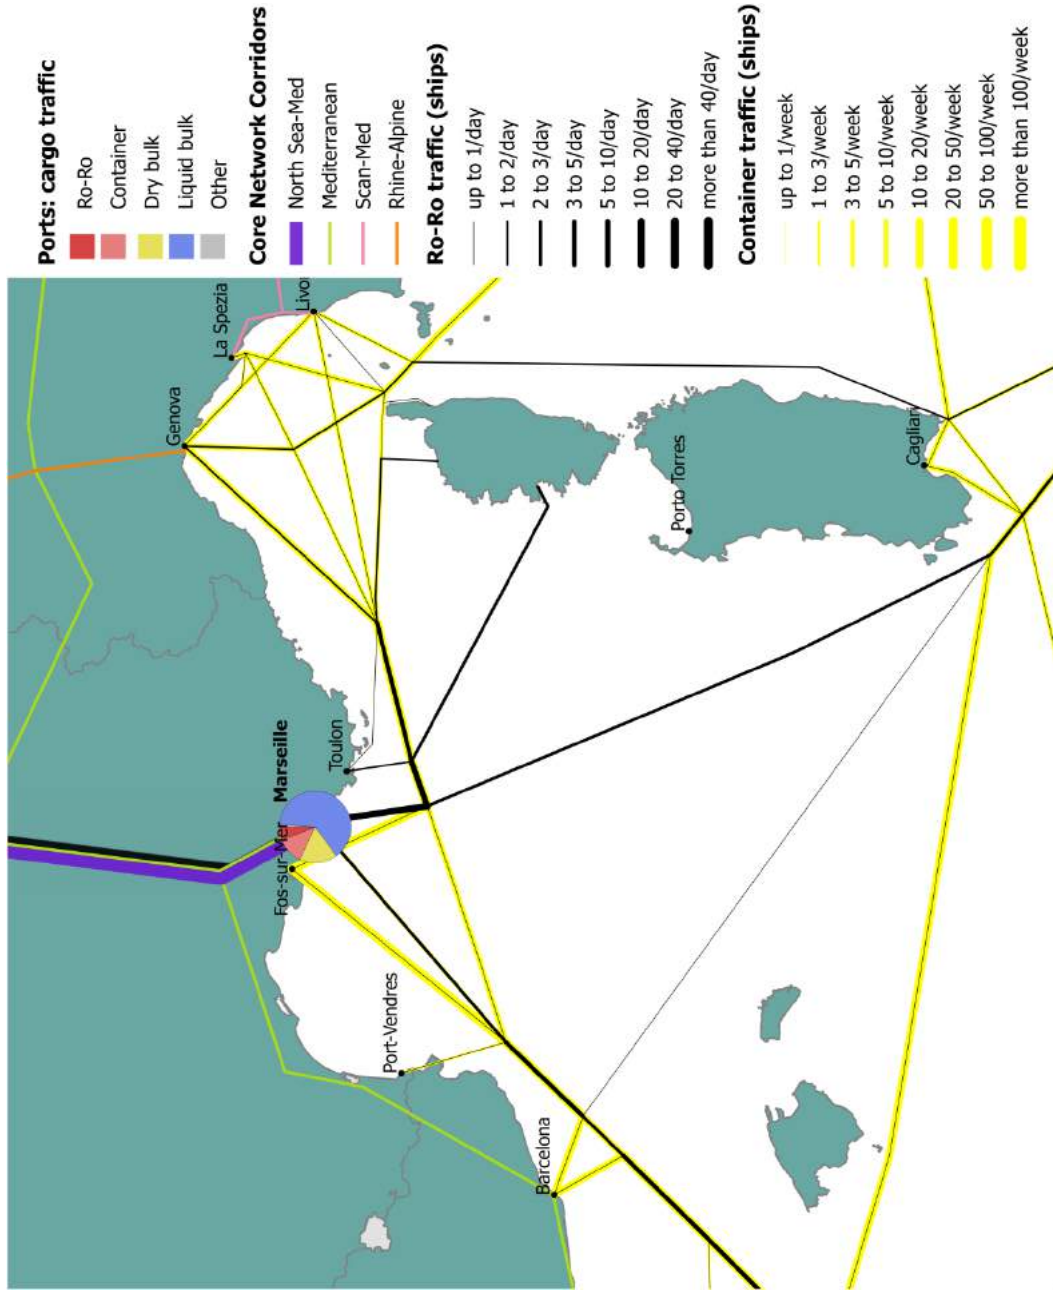 La Spezia
Livo
Genova
Toulon
Marseille
Fos-sur-Mer
Port-Vendres
Barcelona
Porto Torres
Cagliari
Ports: cargo traffic
Ro-Ro
Container
Dry bulk
Liquid bulk
Other
Core Network Corridors
North Sea-Med
Mediterranean
Scan-Med
Rhine-Alpine
Ro-Ro traffic (ships)
up to 1/day
1 to 2/day
2 to 3/day
3 to 5/day
5 to 10/day
10 to 20/day
20 to 40/day
more than 40/day
Container traffic (ships)
up to 1/week
1 to 3/week
3 to 5/week
5 to 10/week
10 to 20/week
20 to 50/week
50 to 100/week
more than 100/week